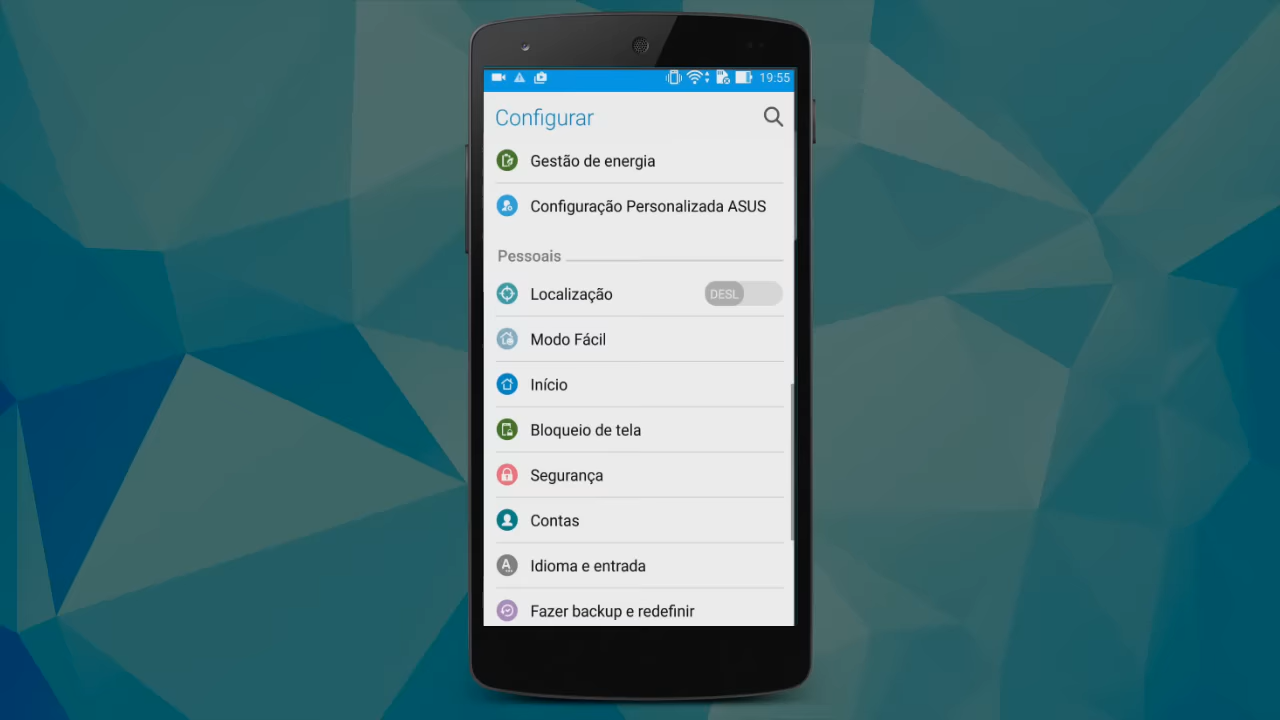 19:55
Configurar
Gestão de energia
Configuração Personalizada ASUS
Pessoais
Localização DESL
Modo Fácil
Início
Bloqueio de tela
Segurança
Contas
Idioma e entrada
Fazer backup e redefinir